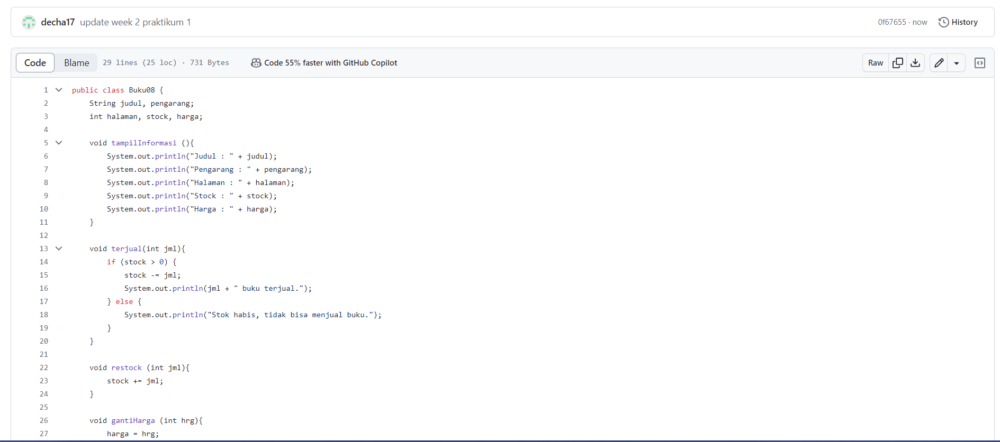 decha17 update week 2 praktikum 1 0f67655 · now History
Code Blame 29 lines (25 loc) · 731 Bytes Code 55% faster with GitHub Copilot Raw
1 public class Buku08 {
2     String judul, pengarang;
3     int halaman, stock, harga;
4
5     void tampilInformasi (){
6         System.out.println("Judul : " + judul);
7         System.out.println("Pengarang : " + pengarang);
8         System.out.println("Halaman : " + halaman);
9         System.out.println("Stock : " + stock);
10         System.out.println("Harga : " + harga);
11     }
12
13     void terjual(int jml){
14         if (stock > 0) {
15             stock -= jml;
16             System.out.println(jml + " buku terjual.");
17         } else {
18             System.out.println("Stok habis, tidak bisa menjual buku.");
19         }
20     }
21
22     void restock (int jml){
23         stock += jml;
24     }
25
26     void gantiHarga (int hrg){
27         harga = hrg;